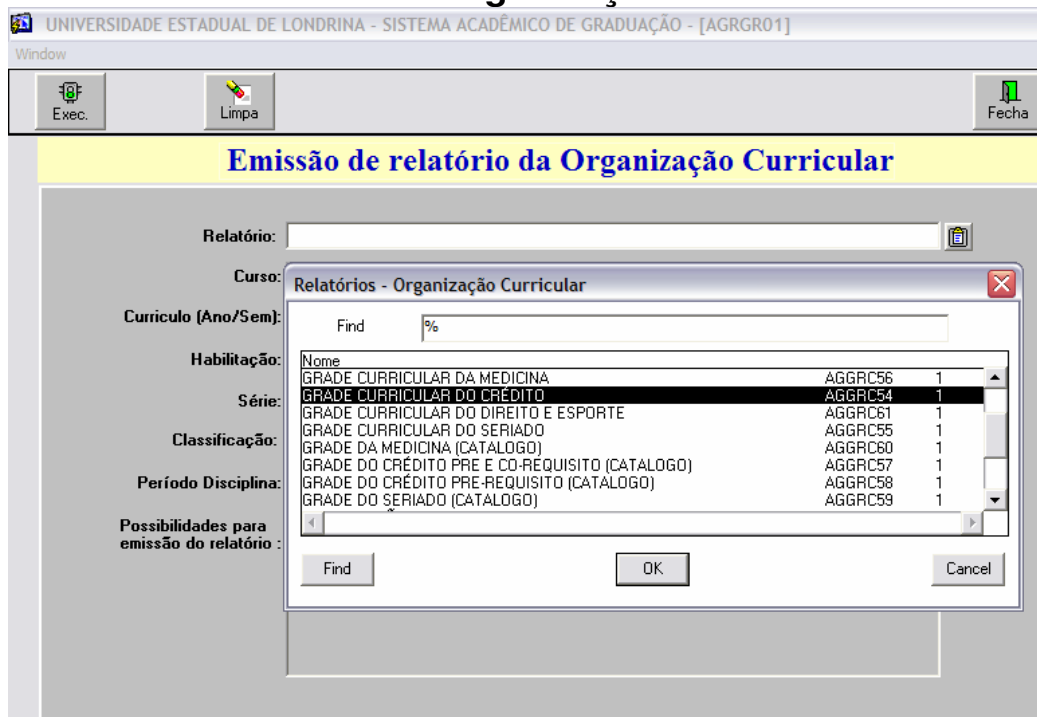 UNIVERSIDADE ESTADUAL DE LONDRINA - SISTEMA ACADÊMICO DE GRADUAÇÃO - [AGRGR01]
Window
Exec. Limpa Fecha
Emissão de relatório da Organização Curricular
Relatório:
Curso:
Relatórios - Organização Curricular
Curriculo (Ano/Sem):
Find %
Habilitação:
Nome
GRADE CURRICULAR DA MEDICINA AGGRC56 1
GRADE CURRICULAR DO CRÉDITO AGGRC54 1
Série:
GRADE CURRICULAR DO DIREITO E ESPORTE AGGRC61 1
GRADE CURRICULAR DO SERIADO AGGRC55 1
Classificação:
GRADE DA MEDICINA (CATALOGO) AGGRC60 1
GRADE DO CRÉDITO PRE E CO-REQUISITO (CATALOGO) AGGRC57 1
Período Disciplina:
GRADE DO CRÉDITO PRE-REQUISITO (CATALOGO) AGGRC58 1
GRADE DO SERIADO (CATALOGO) AGGRC59 1
Possibilidades para
emissão do relatório :
Find OK Cancel